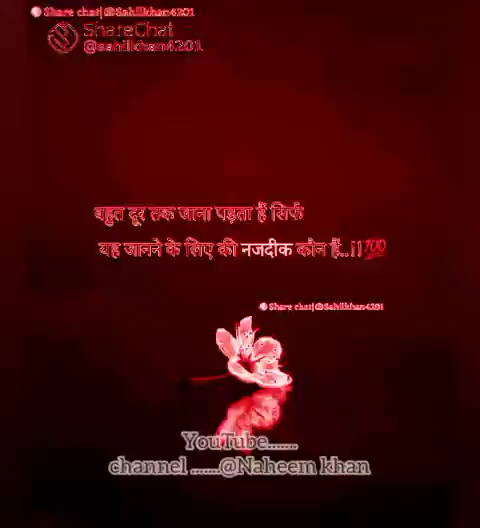 Share chat|@Sahilkhan4201
ShareChat
@sahilkhan4201
बहुत दूर तक जाना पड़ता हैं सिर्फ
यह जानने के लिए की नजदीक कौन हैं..!!💯
Share chat|@Sahilkhan4201
YouTube.......
channel .......@Naheem khan